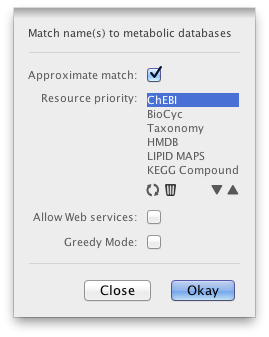 Match name(s) to metabolic databases
Approximate match:
Resource priority:
ChEBI
BioCyc
Taxonomy
HMDB
LIPID MAPS
KEGG Compound
Allow Web services:
Greedy Mode:
Close Okay